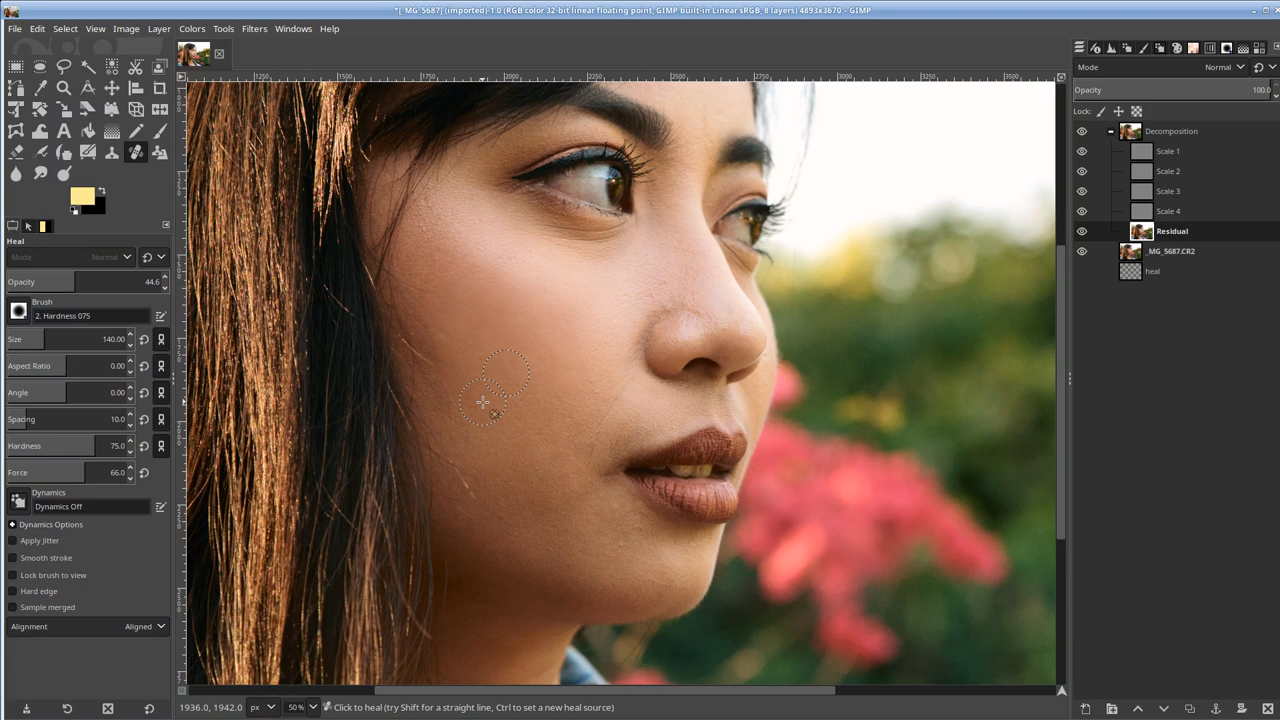 *[_MG_5687] (imported)-1.0 (RGB color 32-bit linear floating point, GIMP built-in Linear sRGB, 8 layers) 4893x3670 – GIMP
File Edit Select View Image Layer Colors Tools Filters Windows Help
1250 1500 1750 2000 2250 2500 2750 3000 3250 3500
Mode Normal
Opacity 100.0
Lock:
Decomposition
Scale 1
Scale 2
Scale 3
Scale 4
Residual
_MG_5687.CR2
heal
Heal
Mode Normal
Opacity 44.6
Brush
2. Hardness 075
Size 140.00
Aspect Ratio 0.00
Angle 0.00
Spacing 10.0
Hardness 75.0
Force 66.0
Dynamics
Dynamics Off
Dynamics Options
Apply Jitter
Smooth stroke
Lock brush to view
Hard edge
Sample merged
Alignment Aligned
1936.0, 1942.0 px 50% Click to heal (try Shift for a straight line, Ctrl to set a new heal source)